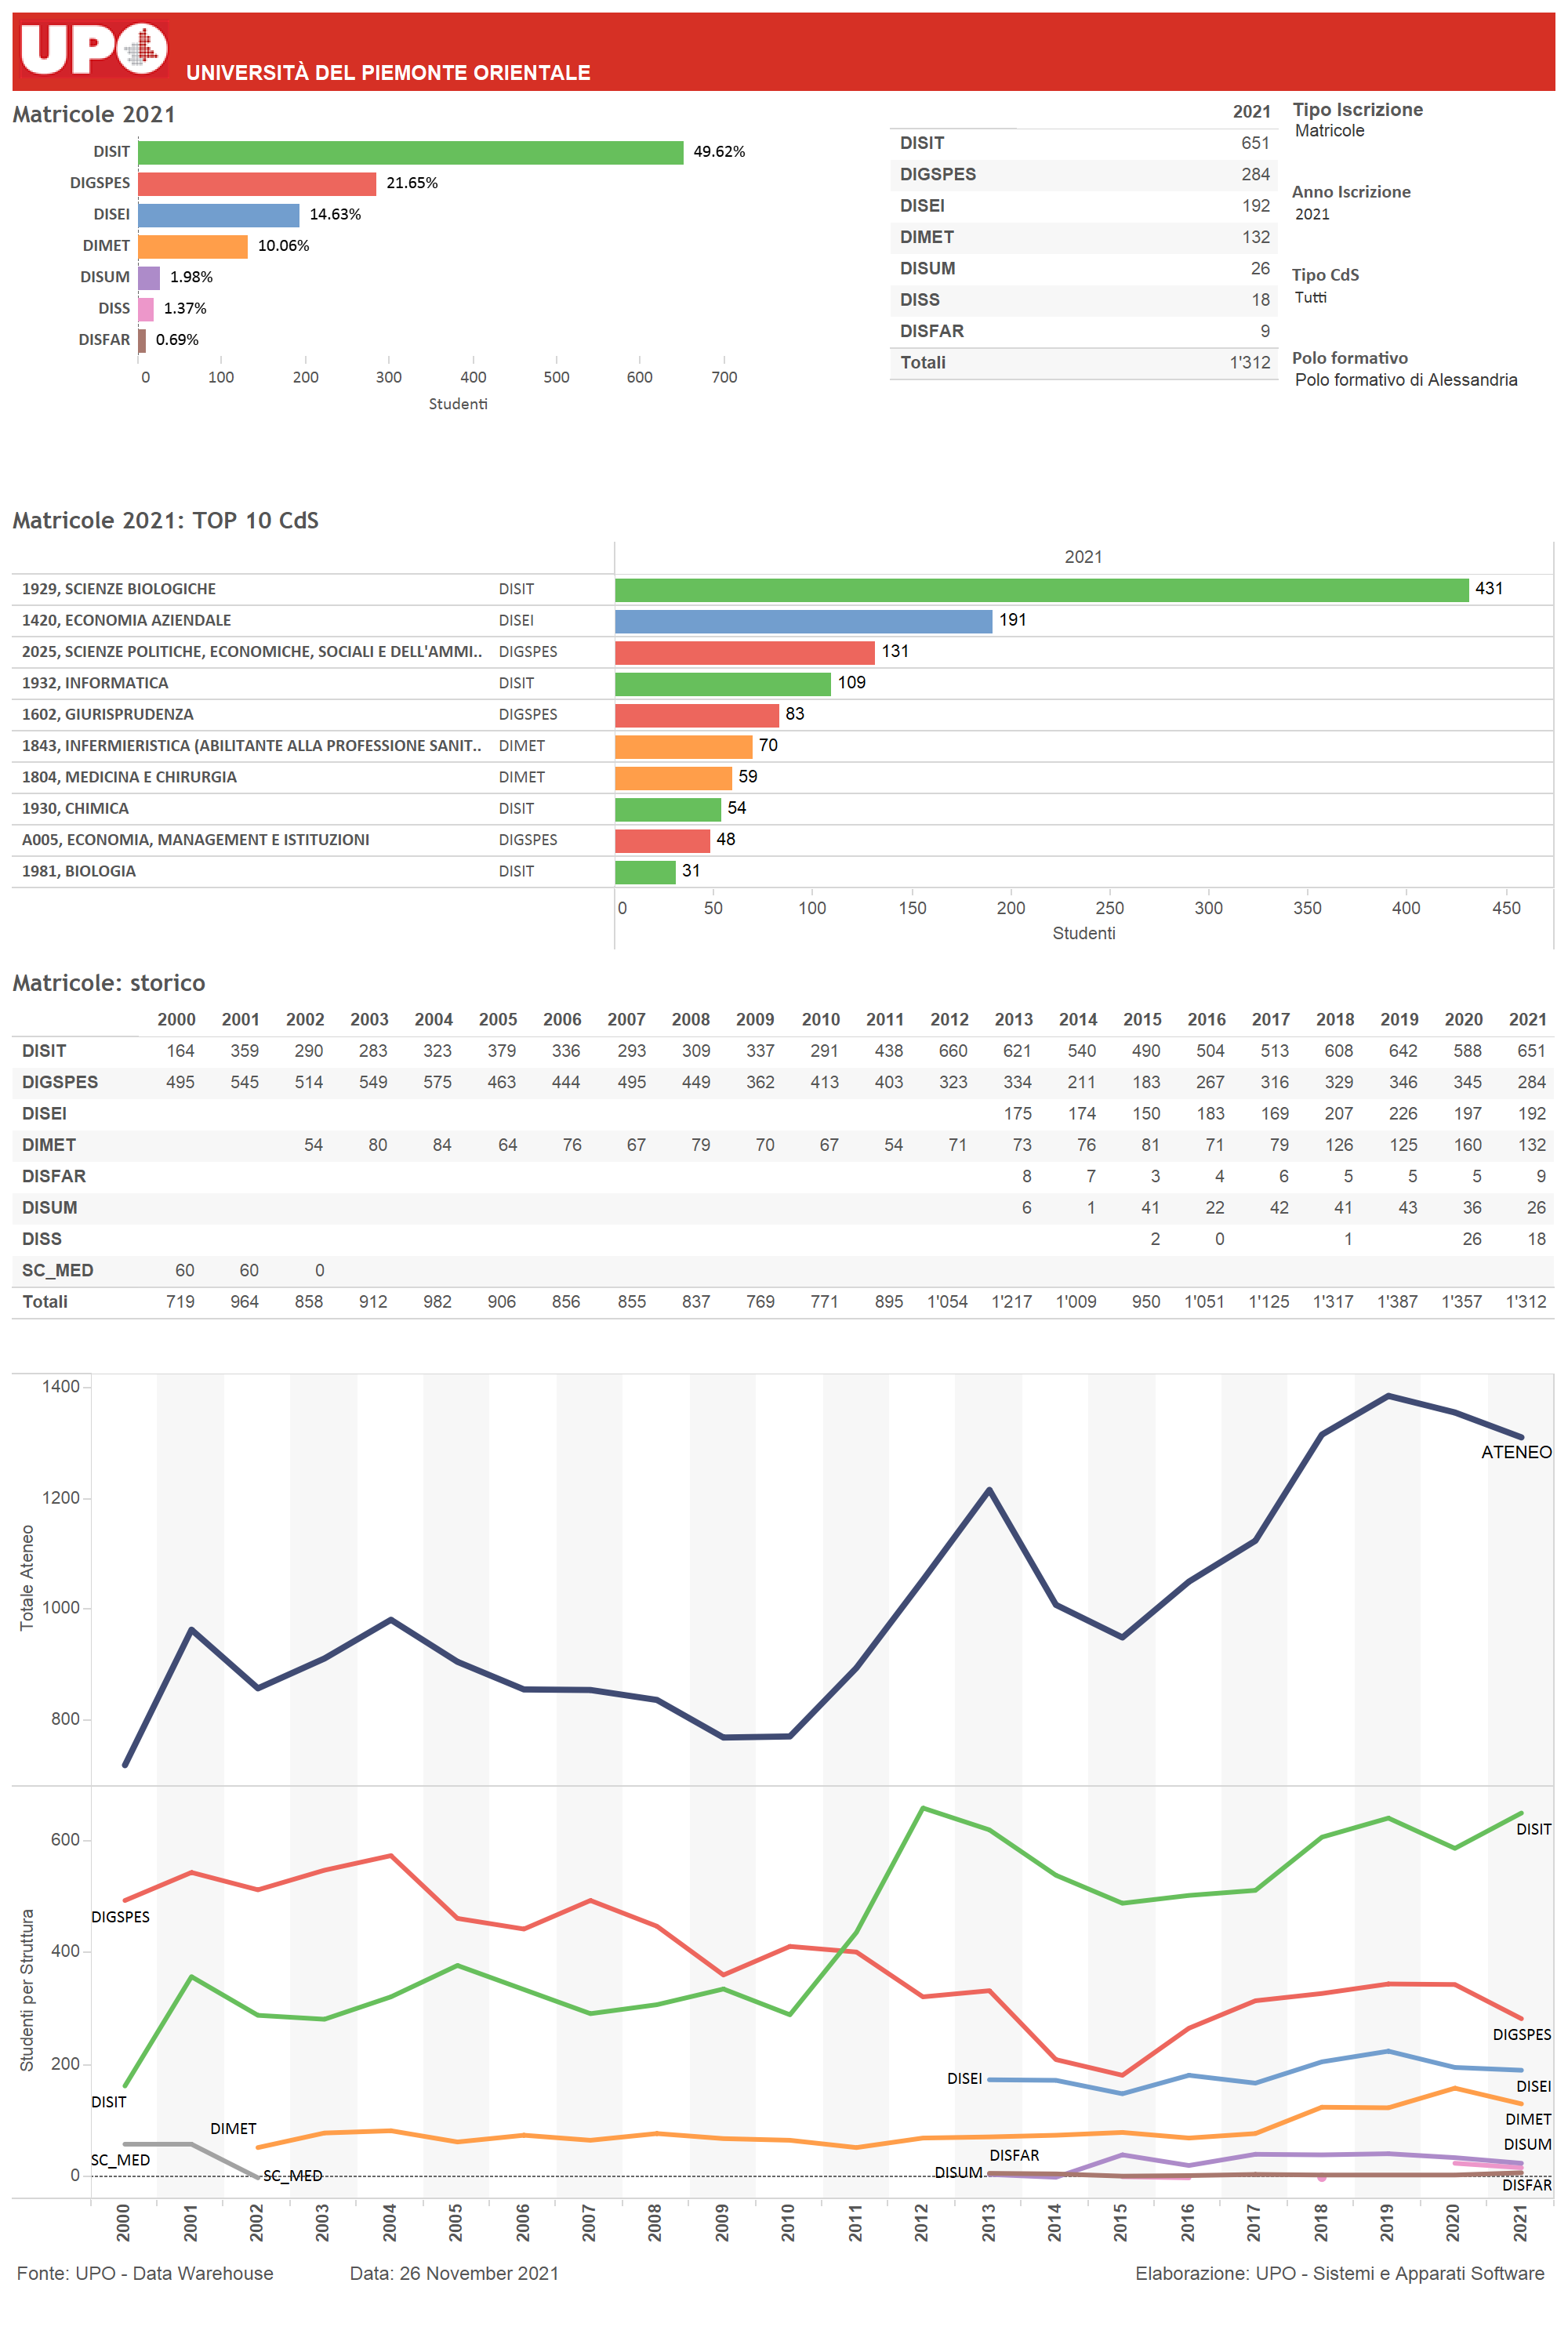 UPO
UNIVERSITÀ DEL PIEMONTE ORIENTALE
Matricole 2021
DISIT 49.62%
DIGSPES 21.65%
DISEI 14.63%
DIMET 10.06%
DISUM 1.98%
DISS 1.37%
DISFAR 0.69%
0 100 200 300 400 500 600 700
Studenti
2021
DISIT 651
DIGSPES 284
DISEI 192
DIMET 132
DISUM 26
DISS 18
DISFAR 9
Totali 1'312
Tipo Iscrizione
Matricole
Anno Iscrizione
2021
Tipo CdS
Tutti
Polo formativo
Polo formativo di Alessandria
Matricole 2021: TOP 10 CdS
2021
1929, SCIENZE BIOLOGICHE DISIT 431
1420, ECONOMIA AZIENDALE DISEI 191
2025, SCIENZE POLITICHE, ECONOMICHE, SOCIALI E DELL'AMMI.. DIGSPES 131
1932, INFORMATICA DISIT 109
1602, GIURISPRUDENZA DIGSPES 83
1843, INFERMIERISTICA (ABILITANTE ALLA PROFESSIONE SANIT.. DIMET 70
1804, MEDICINA E CHIRURGIA DIMET 59
1930, CHIMICA DISIT 54
A005, ECONOMIA, MANAGEMENT E ISTITUZIONI DIGSPES 48
1981, BIOLOGIA DISIT 31
0 50 100 150 200 250 300 350 400 450
Studenti
Matricole: storico
2000 2001 2002 2003 2004 2005 2006 2007 2008 2009 2010 2011 2012 2013 2014 2015 2016 2017 2018 2019 2020 2021
DISIT 164 359 290 283 323 379 336 293 309 337 291 438 660 621 540 490 504 513 608 642 588 651
DIGSPES 495 545 514 549 575 463 444 495 449 362 413 403 323 334 211 183 267 316 329 346 345 284
DISEI 175 174 150 183 169 207 226 197 192
DIMET 54 80 84 64 76 67 79 70 67 54 71 73 76 81 71 79 126 125 160 132
DISFAR 8 7 3 4 6 5 5 5 9
DISUM 6 1 41 22 42 41 43 36 26
DISS 2 0 1 26 18
SC_MED 60 60 0
Totali 719 964 858 912 982 906 856 855 837 769 771 895 1'054 1'217 1'009 950 1'051 1'125 1'317 1'387 1'357 1'312
Totale Ateneo
1400
1200
1000
800
ATENEO
Studenti per Struttura
600
400
200
0
DISIT
DIGSPES
DIGSPES
DISEI
DISEI
DISIT
DIMET
DIMET
DISUM
SC_MED
DISFAR
SC_MED
DISUM
DISFAR
2000 2001 2002 2003 2004 2005 2006 2007 2008 2009 2010 2011 2012 2013 2014 2015 2016 2017 2018 2019 2020 2021
Fonte: UPO - Data Warehouse Data: 26 November 2021 Elaborazione: UPO - Sistemi e Apparati Software